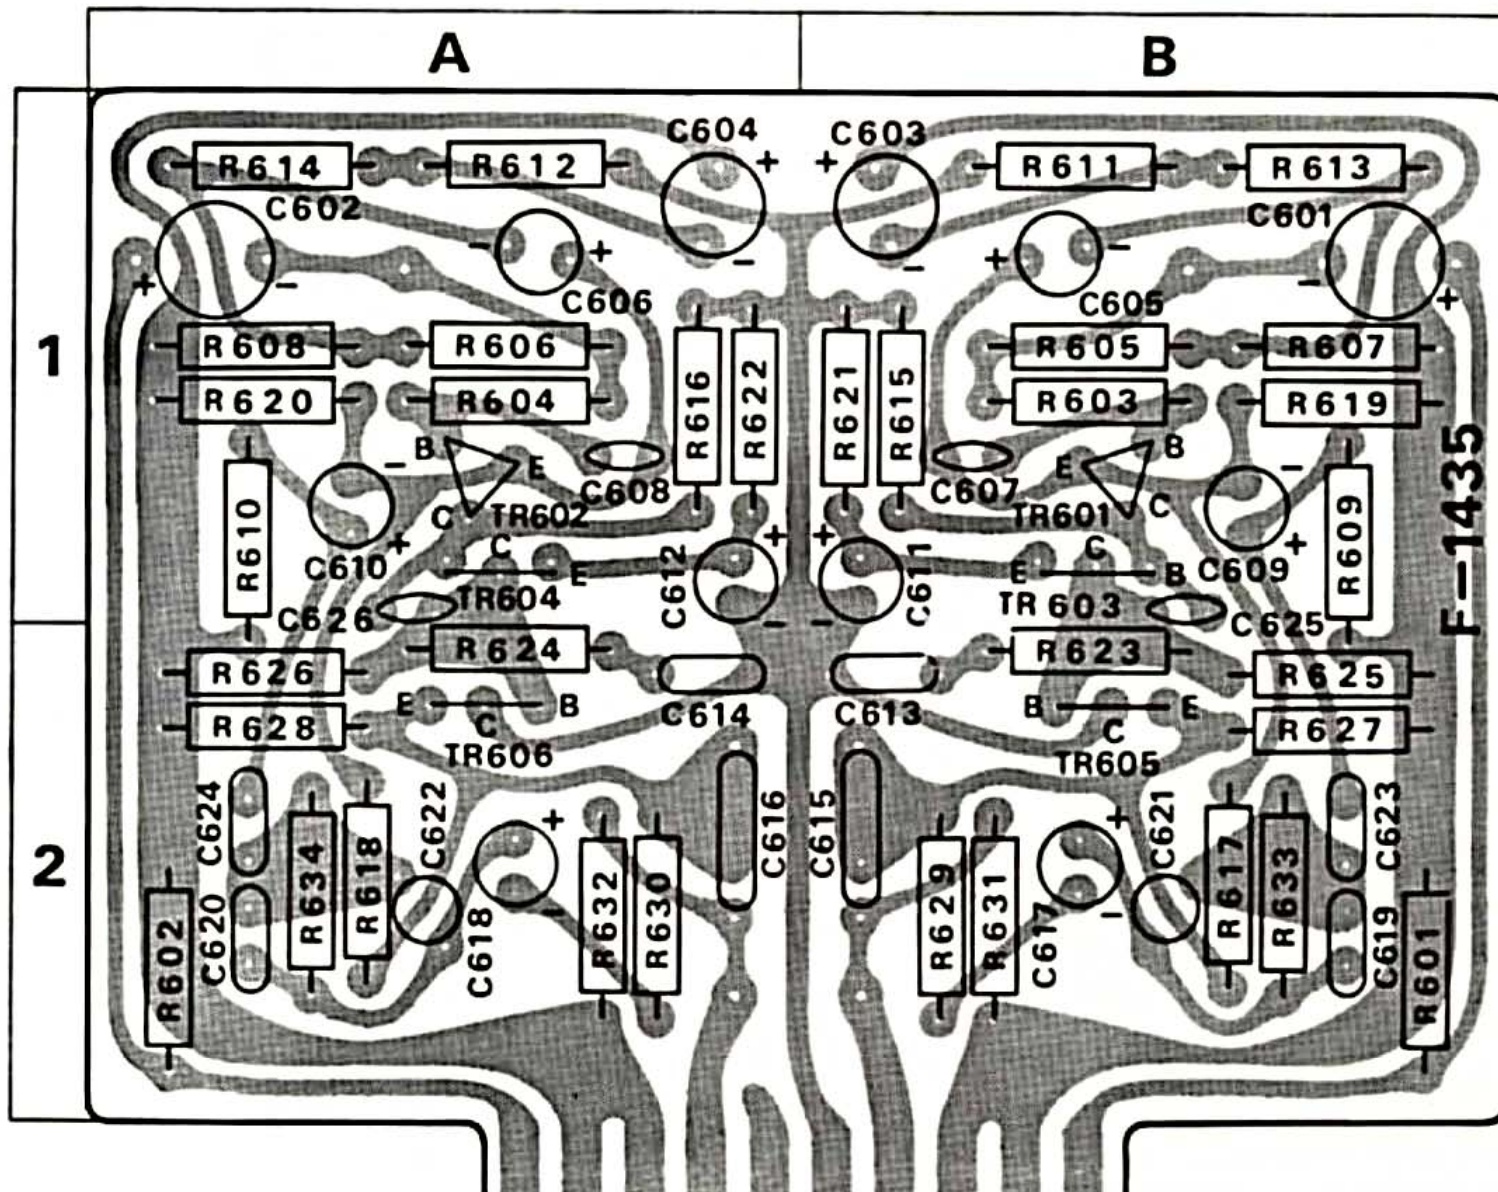 A B
C604 C603
R614 R612 R611 R613
+ + - -
C602 C601
- + + -
+ - - +
C606 C605
1
R608 R606 R605 R607
R616 R622 R621 R615
R620 R604 R603 R619
B E E B
- -
C608 C607
C TR602 TR601 C
F-1435
R610 R609
+ + + +
C610 C C C609
E E B
C612 C611
TR604 TR603
- -
C626 C625
R624 R623
R626 R625
E B B E
C C
C614 C613
R628 R627
TR606 TR605
2
C624 C622 C616 C615 C621 C623
+ +
R634 R618 R632 R630 R629 R631 R617 R633
- -
C620 C618 C617 C619
R602 R601